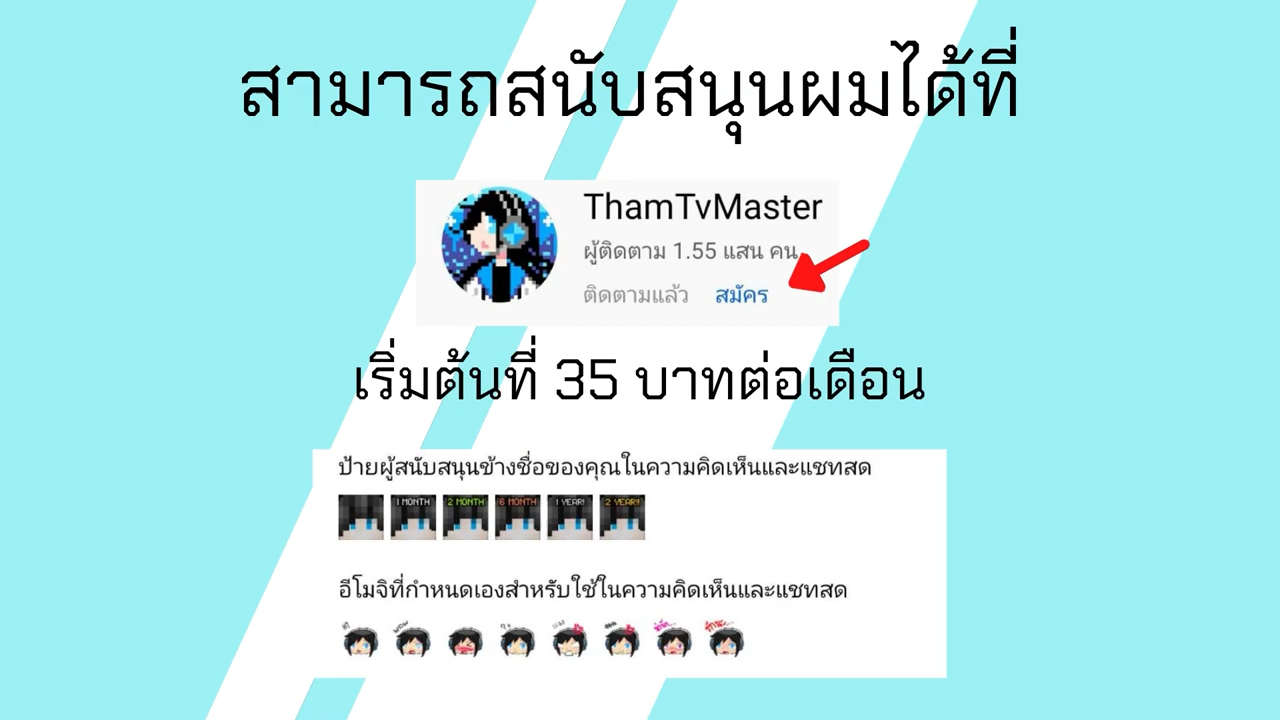 สามารถสนับสนุนผมได้ที่
ThamTvMaster
ผู้ติดตาม 1.55 แสน คน
ติดตามแล้ว สมัคร
เริ่มต้นที่ 35 บาทต่อเดือน
ป้ายผู้สนับสนุนข้างชื่อของคุณในความคิดเห็นและแชทสด
1 MONTH 2 MONTH 6 MONTH 1 YEAR! 2 YEAR!!
อีโมจิที่กำหนดเองสำหรับใช้ในความคิดเห็นและแชทสด